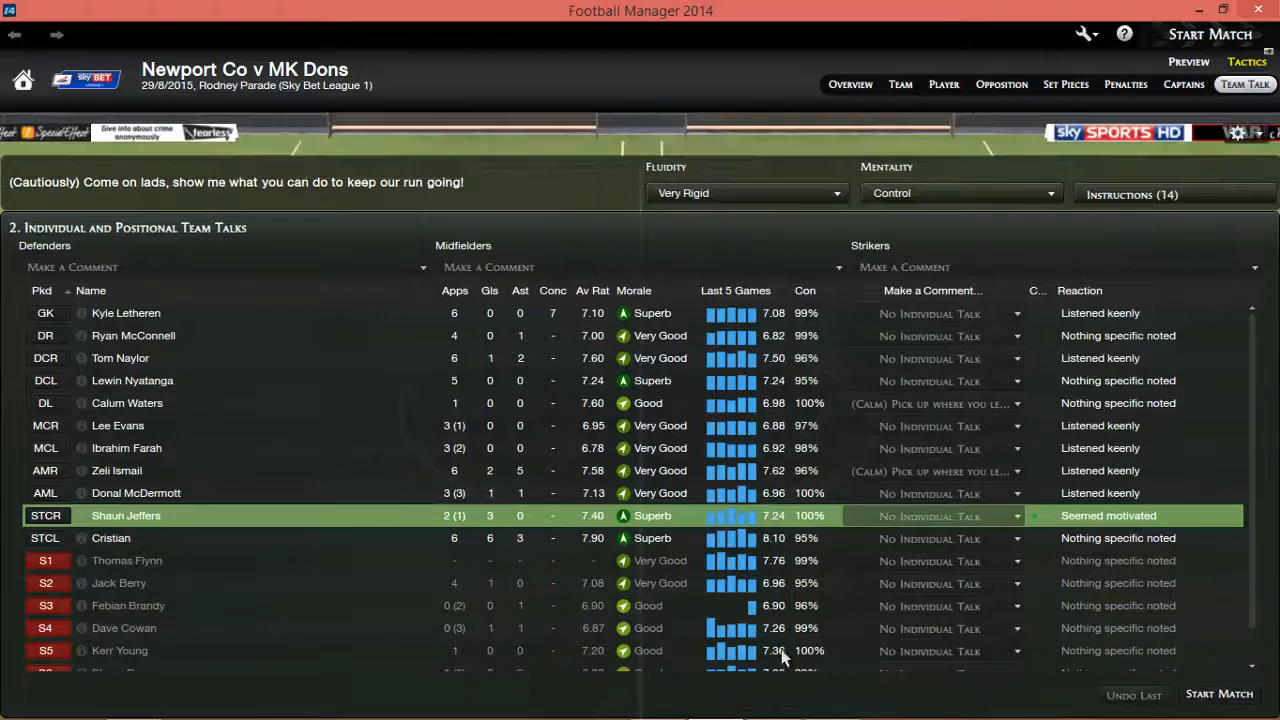 Football Manager 2014
START MATCH
Newport Co v MK Dons
29/8/2015, Rodney Parade (Sky Bet League 1)
sky BET
PREVIEW TACTICS
OVERVIEW TEAM PLAYER OPPOSITION SET PIECES PENALTIES CAPTAINS TEAM TALK
SpecialEffect Give info about crime anonymously fearless sky SPORTS HD
FLUIDITY MENTALITY
(Cautiously) Come on lads, show me what you can do to keep our run going!
Very Rigid Control INSTRUCTIONS (14)
2. INDIVIDUAL AND POSITIONAL TEAM TALKS
Defenders Midfielders Strikers
MAKE A COMMENT MAKE A COMMENT MAKE A COMMENT
Pkd Name Apps Gls Ast Conc Av Rat Morale Last 5 Games Con Make a Comment... C... Reaction
GK Kyle Letheren 6 0 0 7 7.10 Superb 7.08 99% NO INDIVIDUAL TALK Listened keenly
DR Ryan McConnell 4 0 1 - 7.00 Very Good 6.82 99% NO INDIVIDUAL TALK Nothing specific noted
DCR Tom Naylor 6 1 2 - 7.60 Very Good 7.50 96% NO INDIVIDUAL TALK Listened keenly
DCL Lewin Nyatanga 5 0 0 - 7.24 Superb 7.24 95% NO INDIVIDUAL TALK Nothing specific noted
DL Calum Waters 1 0 0 - 7.60 Good 6.98 100% (CALM) PICK UP WHERE YOU LE... Nothing specific noted
MCR Lee Evans 3 (1) 0 0 - 6.95 Very Good 6.88 97% NO INDIVIDUAL TALK Listened keenly
MCL Ibrahim Farah 3 (2) 0 0 - 6.78 Very Good 6.92 98% NO INDIVIDUAL TALK Listened keenly
AMR Zeli Ismail 6 2 5 - 7.58 Very Good 7.62 96% (CALM) PICK UP WHERE YOU LE... Listened keenly
AML Donal McDermott 3 (3) 1 1 - 7.13 Very Good 6.96 100% NO INDIVIDUAL TALK Listened keenly
STCR Shaun Jeffers 2 (1) 3 0 - 7.40 Superb 7.24 100% NO INDIVIDUAL TALK Seemed motivated
STCL Cristian 6 6 3 - 7.90 Superb 8.10 95% NO INDIVIDUAL TALK Nothing specific noted
S1 Thomas Flynn - - - - - Very Good 7.76 99% NO INDIVIDUAL TALK Nothing specific noted
S2 Jack Berry 4 1 1 - 7.08 Very Good 6.96 95% NO INDIVIDUAL TALK Nothing specific noted
S3 Febian Brandy 0 (2) 0 1 - 6.90 Good 6.90 96% NO INDIVIDUAL TALK Nothing specific noted
S4 Dave Cowan 0 (3) 1 1 - 6.87 Good 7.26 99% NO INDIVIDUAL TALK Nothing specific noted
S5 Kerr Young 1 0 0 - 7.20 Good 7.36 100% NO INDIVIDUAL TALK Nothing specific noted
UNDO LAST START MATCH